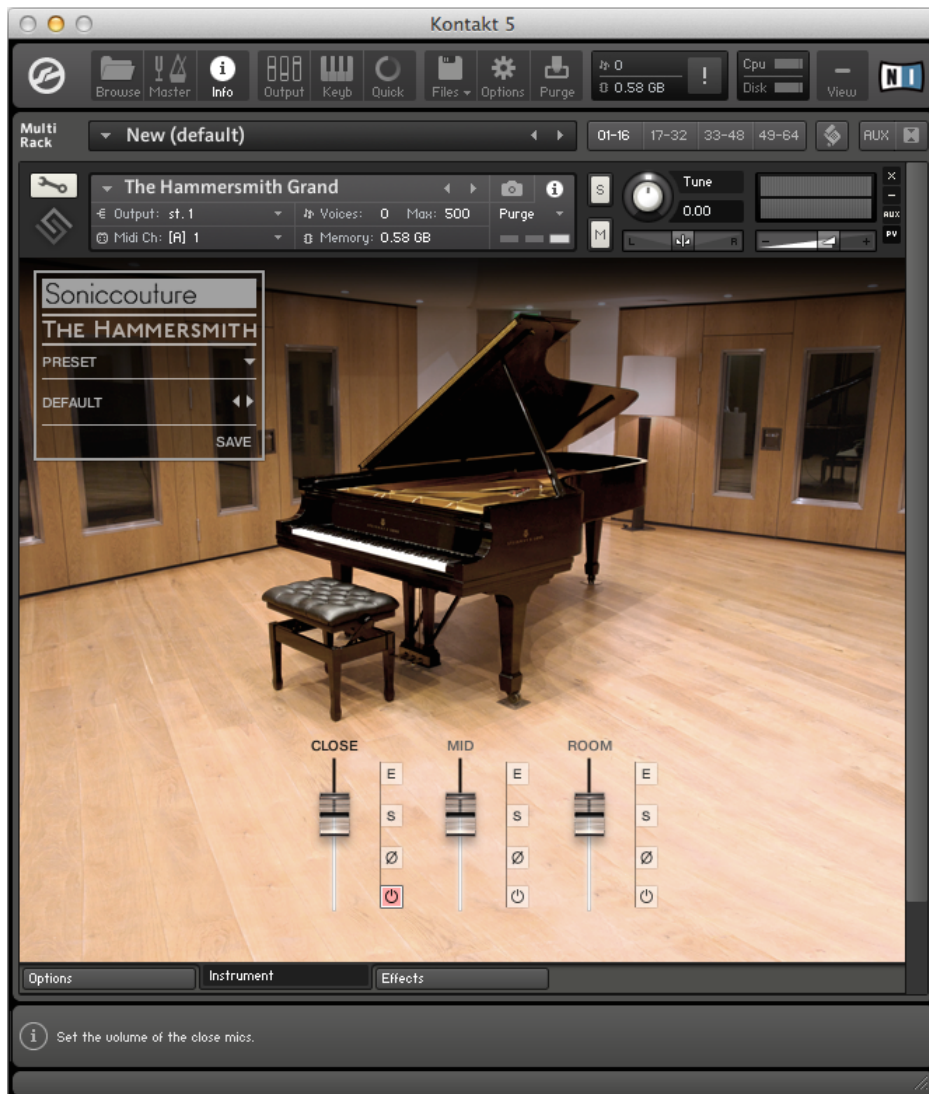 Kontakt 5
Browse Master Info Output Keyb Quick Files Options Purge
0
0.58 GB
!
Cpu
Disk
View
NI
Multi
Rack
New (default)
01-16 17-32 33-48 49-64 AUX
The Hammersmith Grand
Output: st. 1
Voices: 0 Max: 500 Purge
Midi Ch: [A] 1
Memory: 0.58 GB
S
M
Tune
0.00
L R
- +
AUX
PV
Soniccouture
THE HAMMERSMITH
PRESET
DEFAULT
SAVE
CLOSE MID ROOM
E E E
S S S
Ø Ø Ø
Options Instrument Effects
Set the volume of the close mics.